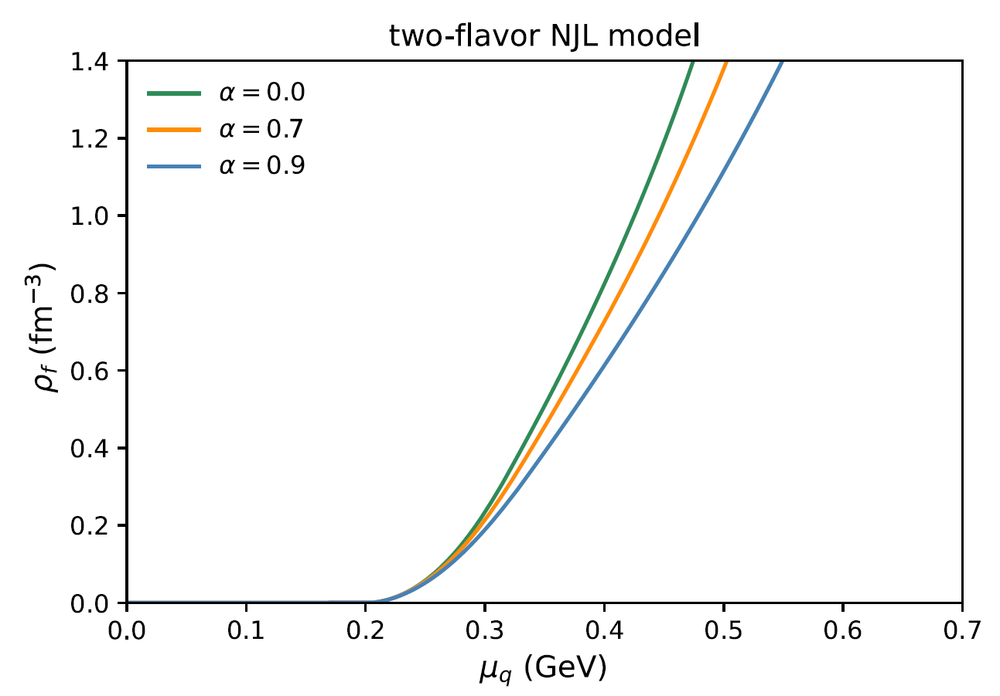 two-flavor NJL model
α = 0.0
α = 0.7
α = 0.9
1.4
1.2
1.0
0.8
0.6
0.4
0.2
0.0
ρ_f (fm⁻³)
0.0 0.1 0.2 0.3 0.4 0.5 0.6 0.7
μ_q (GeV)